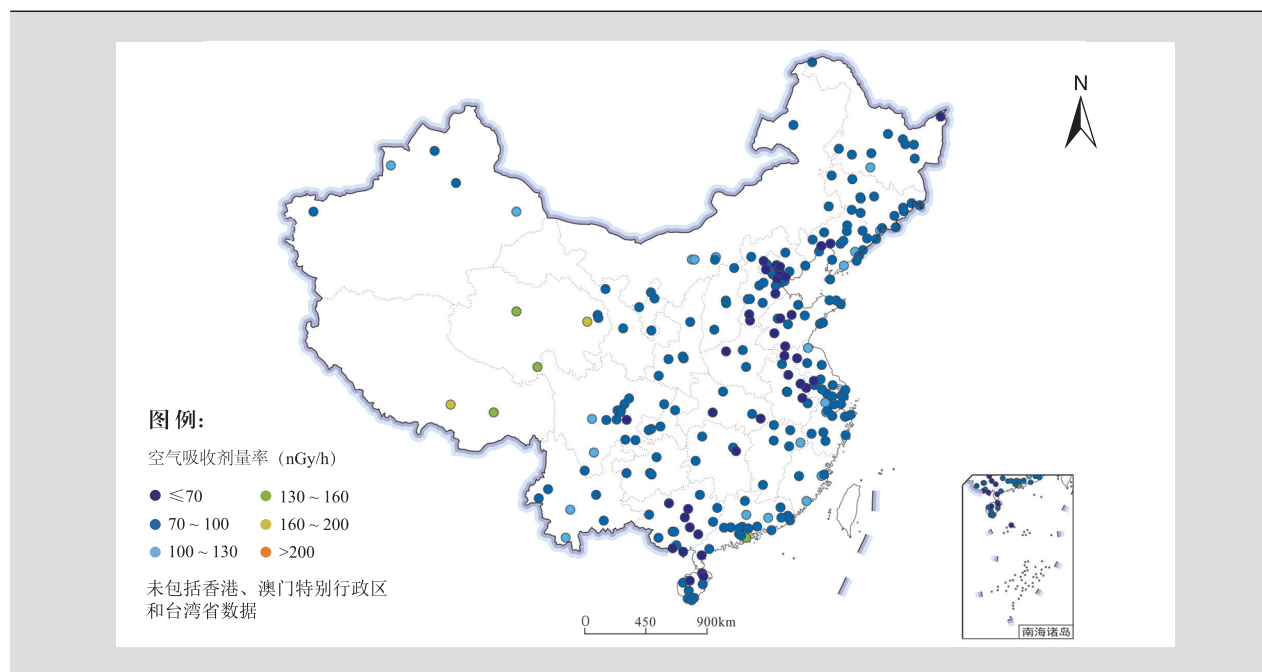 N
图例:
空气吸收剂量率（nGy/h）
≤70
130～160
70～100
160～200
100～130
>200
未包括香港、澳门特别行政区
和台湾省数据
0 450 900km
南海诸岛